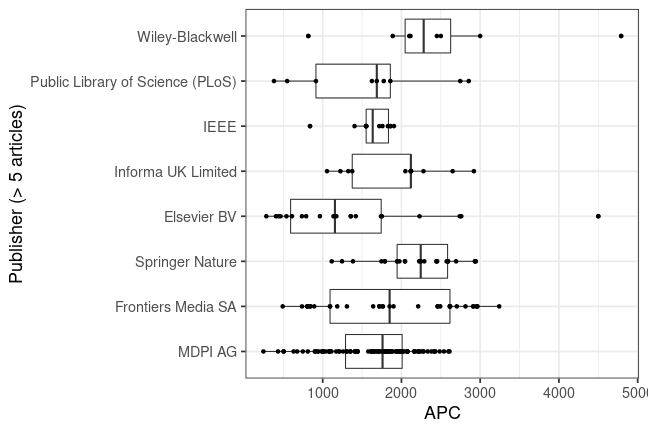 Publisher (> 5 articles)
Wiley-Blackwell
Public Library of Science (PLoS)
IEEE
Informa UK Limited
Elsevier BV
Springer Nature
Frontiers Media SA
MDPI AG
1000 2000 3000 4000 500
APC